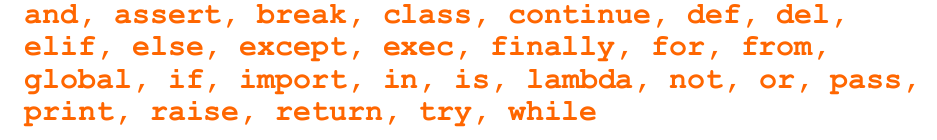 and, assert, break, class, continue, def, del,
elif, else, except, exec, finally, for, from,
global, if, import, in, is, lambda, not, or, pass,
print, raise, return, try, while